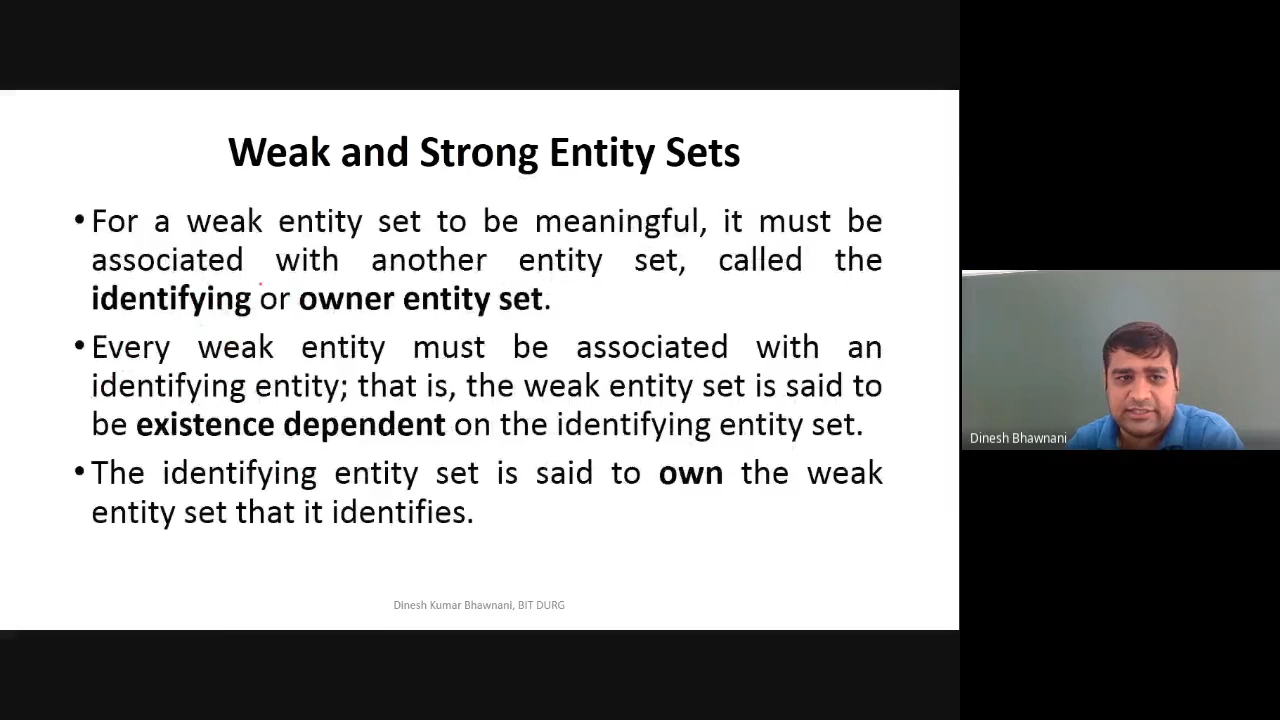 Weak and Strong Entity Sets
•For a weak entity set to be meaningful, it must be
associated with another entity set, called the
identifying or owner entity set.
•Every weak entity must be associated with an
identifying entity; that is, the weak entity set is said to
be existence dependent on the identifying entity set.
•The identifying entity set is said to own the weak
entity set that it identifies.
Dinesh Kumar Bhawnani, BIT DURG
Dinesh Bhawnani